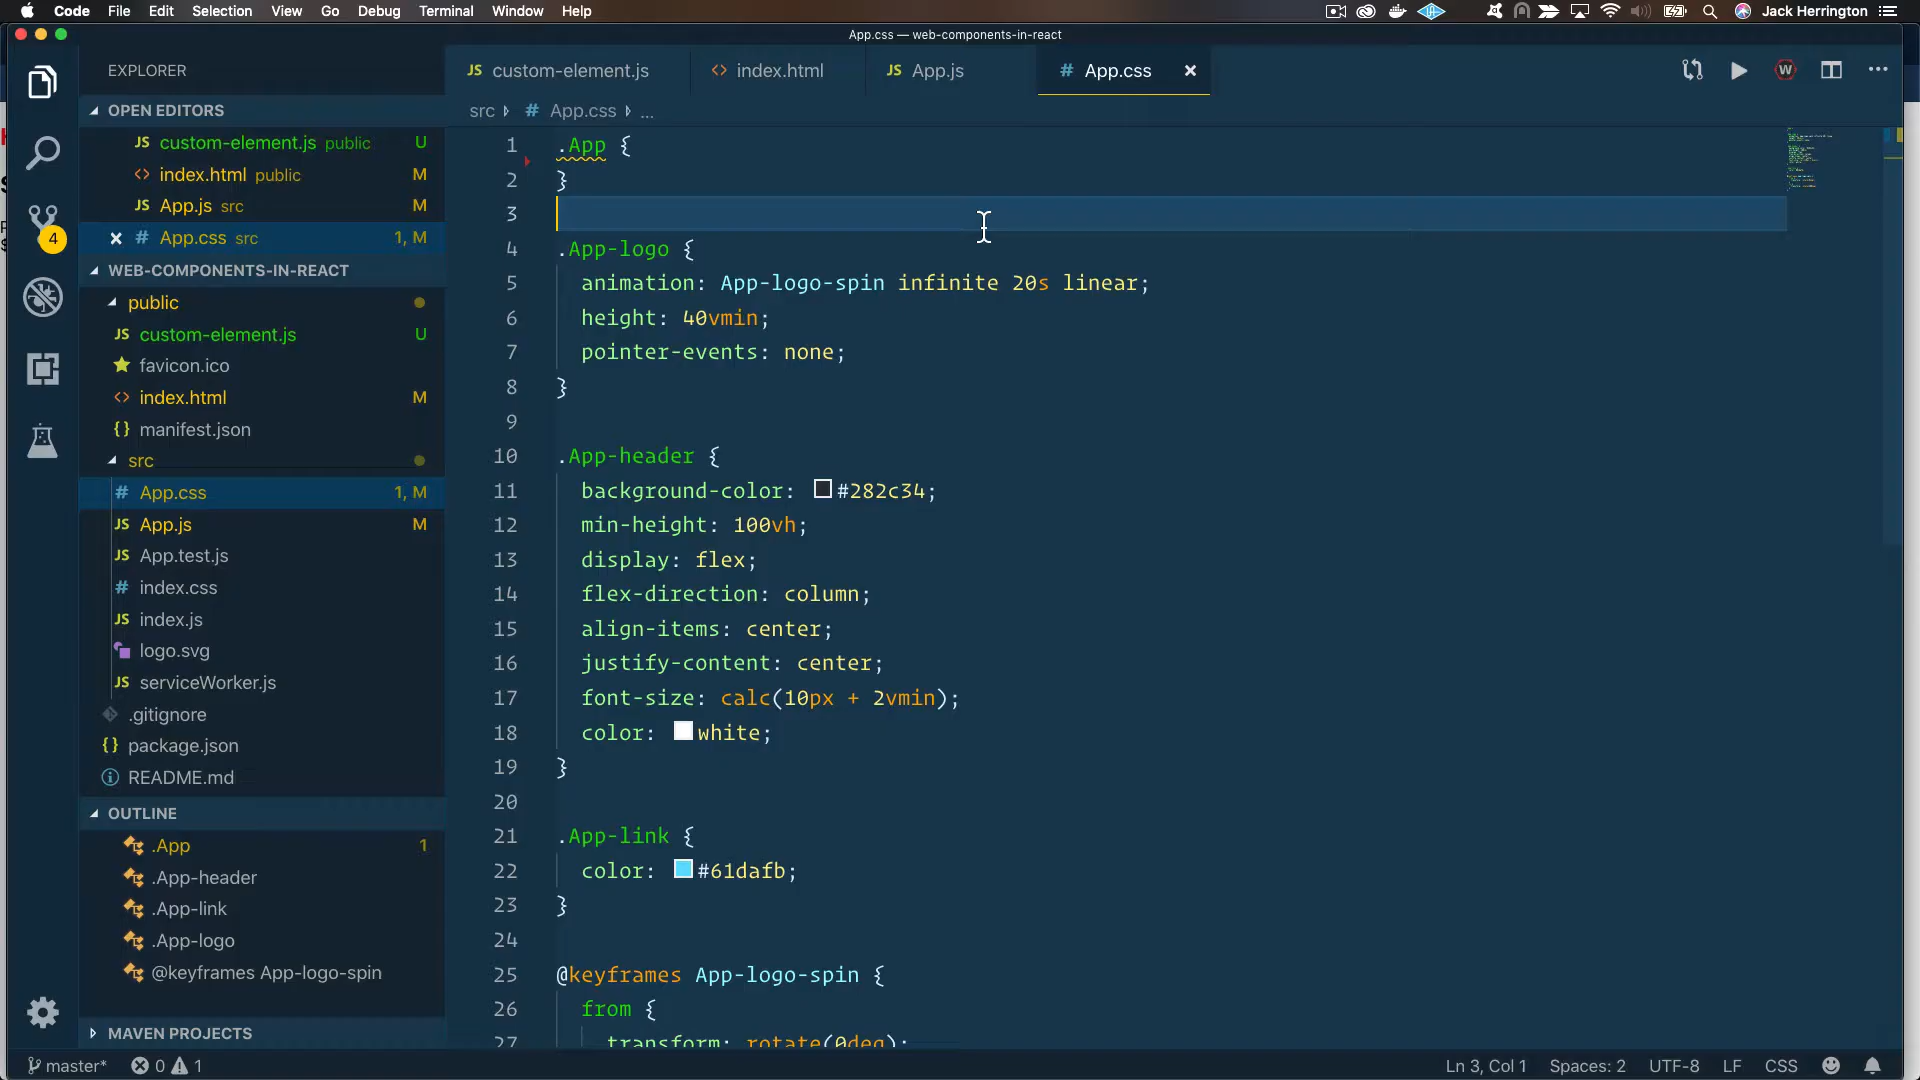 Code File Edit Selection View Go Debug Terminal Window Help Jack Herrington
App.css — web-components-in-react
EXPLORER
OPEN EDITORS
custom-element.js public U
index.html public M
App.js src M
App.css src 1, M
WEB-COMPONENTS-IN-REACT
public
custom-element.js U
favicon.ico
index.html M
manifest.json
src
App.css 1, M
App.js M
App.test.js
index.css
index.js
logo.svg
serviceWorker.js
.gitignore
package.json
README.md
OUTLINE
.App 1
.App-header
.App-link
.App-logo
@keyframes App-logo-spin
MAVEN PROJECTS
4
JS custom-element.js <> index.html JS App.js # App.css ×
src # App.css ...
1 .App {
2 }
3
4 .App-logo {
5 animation: App-logo-spin infinite 20s linear;
6 height: 40vmin;
7 pointer-events: none;
8 }
9
10 .App-header {
11 background-color: #282c34;
12 min-height: 100vh;
13 display: flex;
14 flex-direction: column;
15 align-items: center;
16 justify-content: center;
17 font-size: calc(10px + 2vmin);
18 color: white;
19 }
20
21 .App-link {
22 color: #61dafb;
23 }
24
25 @keyframes App-logo-spin {
26 from {
27 transform: rotate(0deg);
master* 0 1 Ln 3, Col 1 Spaces: 2 UTF-8 LF CSS